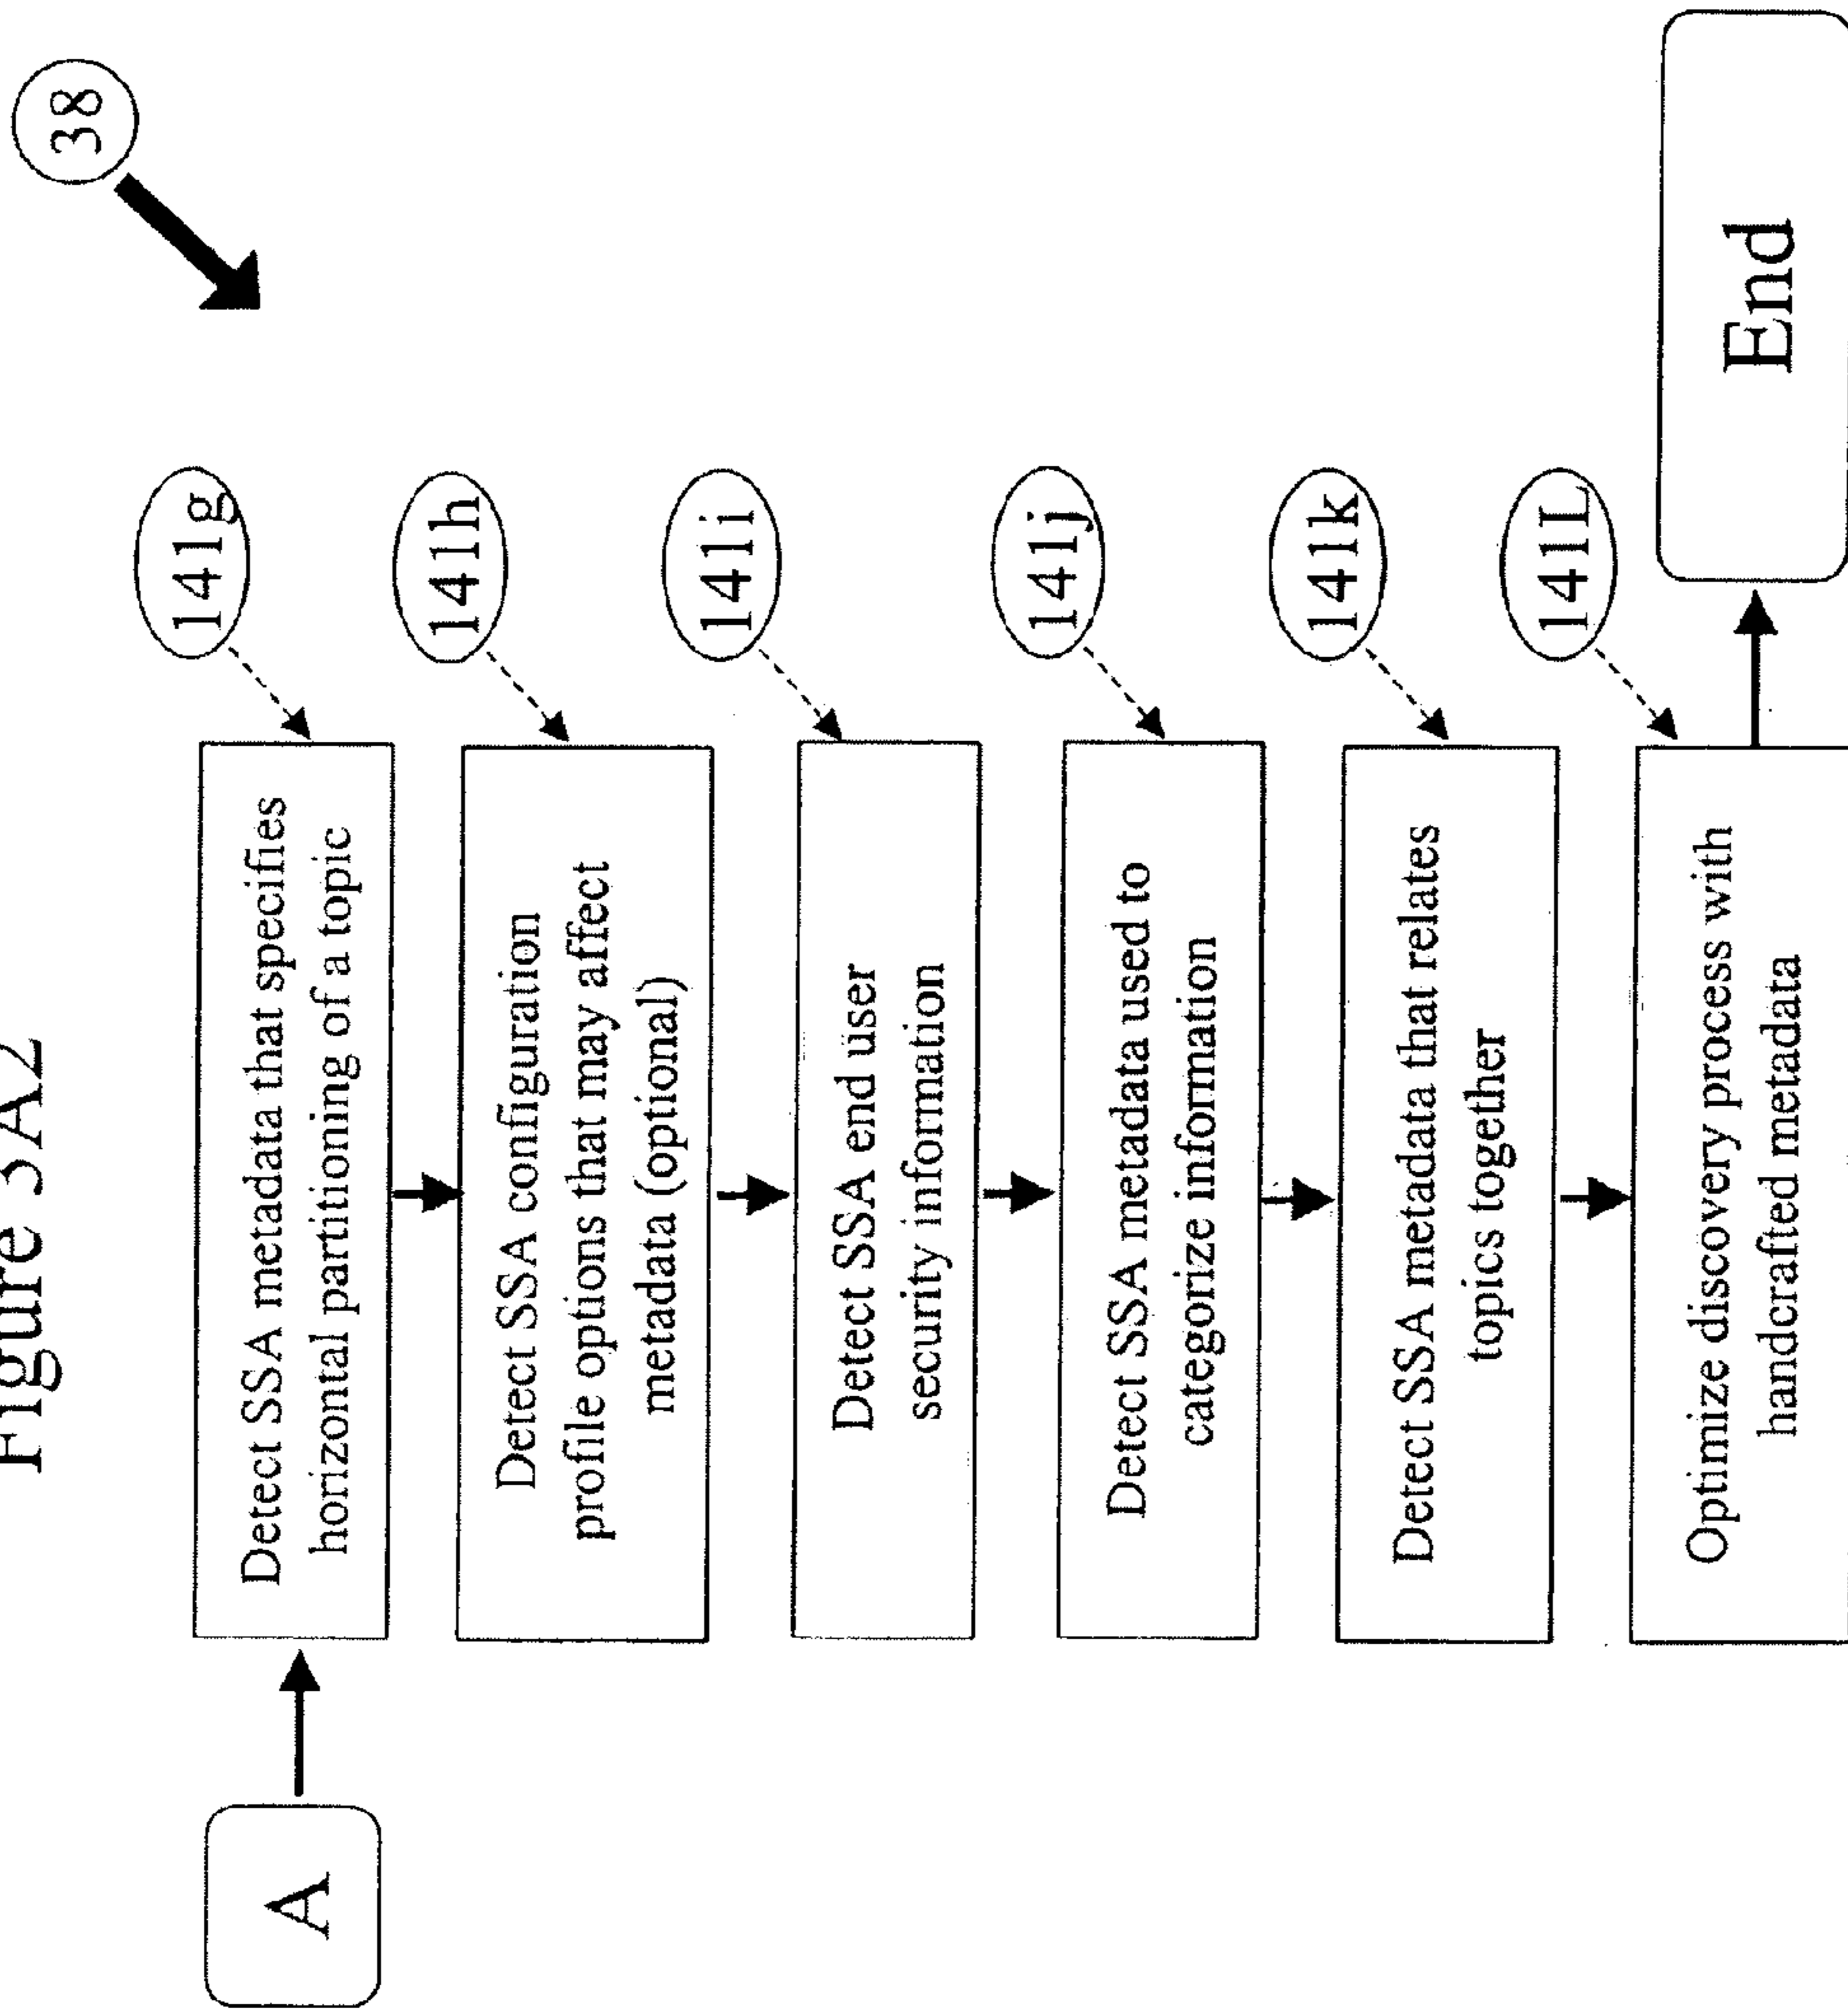 Figure 3A2
38
A
Detect SSA metadata that specifies
horizontal partitioning of a topic
141g
Detect SSA configuration
profile options that may affect
metadata (optional)
141h
Detect SSA end user
security information
141i
Detect SSA metadata used to
categorize information
141j
Detect SSA metadata that relates
topics together
141k
Optimize discovery process with
handcrafted metadata
141L
End